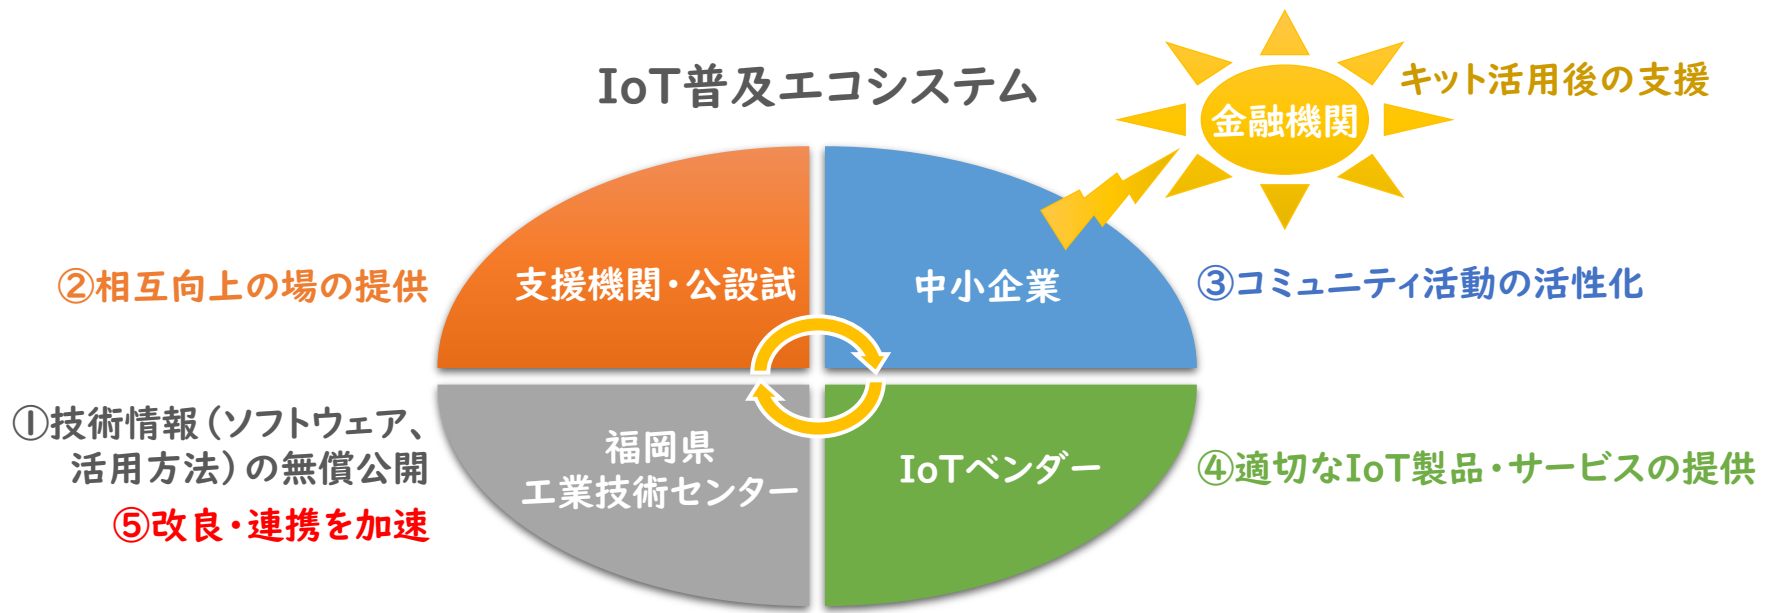 IoT普及エコシステム
キット活用後の支援
金融機関
②相互向上の場の提供
支援機関・公設試
中小企業
③コミュニティ活動の活性化
①技術情報（ソフトウェア、
活用方法）の無償公開
⑤改良・連携を加速
福岡県
工業技術センター
IoTベンダー
④適切なIoT製品・サービスの提供